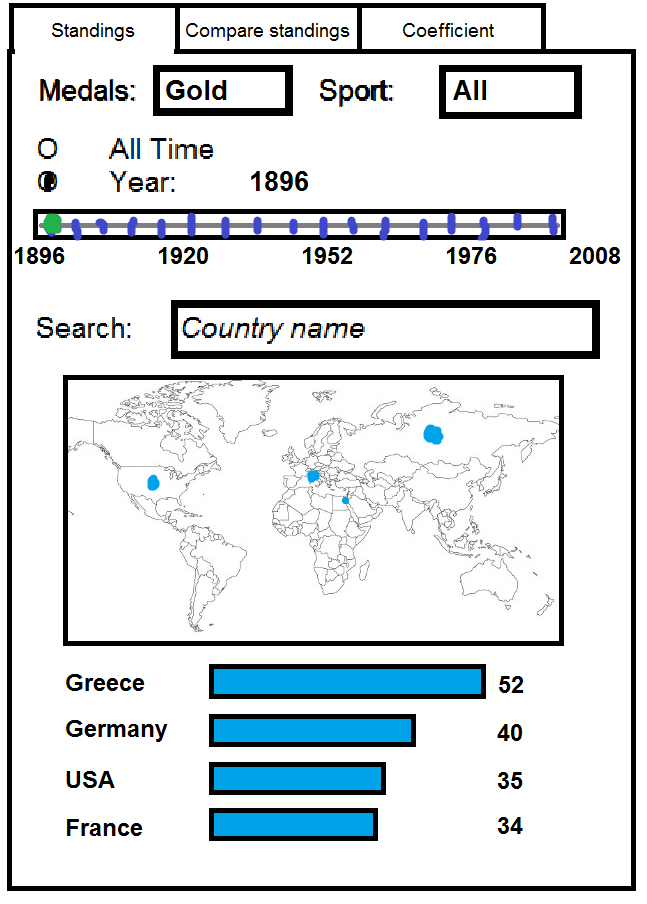 Standings Compare standings Coefficient
Medals: Gold Sport: All
O All Time
O Year: 1896
1896 1920 1952 1976 2008
Search: Country name
Greece 52
Germany 40
USA 35
France 34